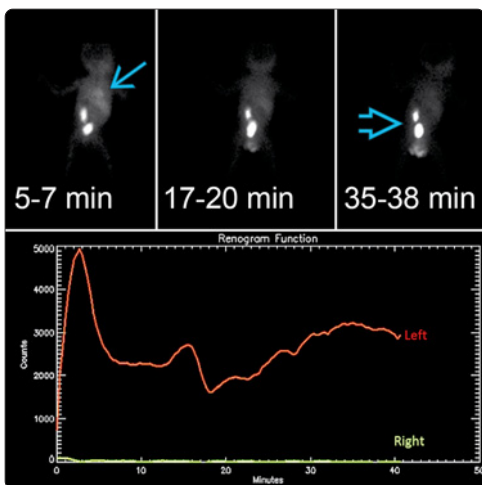 5-7 min
17-20 min
35-38 min
Renogram Function
5000
4000
3000
2000
1000
0
Counts
Left
Right
0 10 20 30 40 50
Minutes